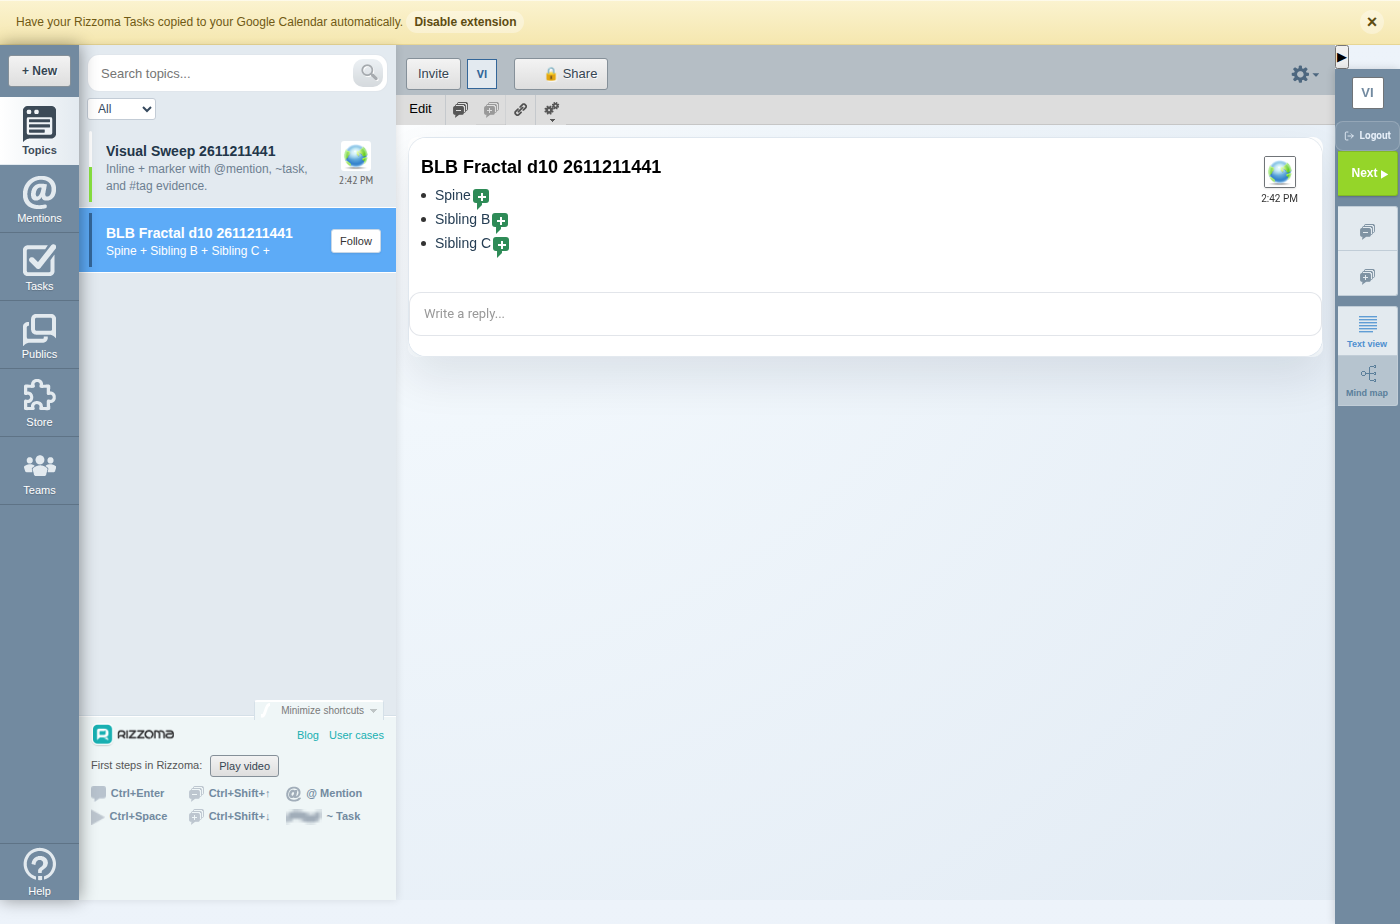 Have your Rizzoma Tasks copied to your Google Calendar automatically. Disable extension
+ New
Topics
Mentions
Tasks
Publics
Store
Teams
Help
Search topics...
All
Visual Sweep 2611211441
Inline + marker with @mention, ~task,
and #tag evidence.
2:42 PM
BLB Fractal d10 2611211441
Spine + Sibling B + Sibling C +
Follow
Minimize shortcuts
RIZZOMA
Blog User cases
First steps in Rizzoma: Play video
Ctrl+Enter Ctrl+Shift+↑ @ Mention
Ctrl+Space Ctrl+Shift+↓ ~ Task
Invite VI Share
Edit
BLB Fractal d10 2611211441
2:42 PM
Spine
Sibling B
Sibling C
Write a reply...
VI
Logout
Next
Text view
Mind map